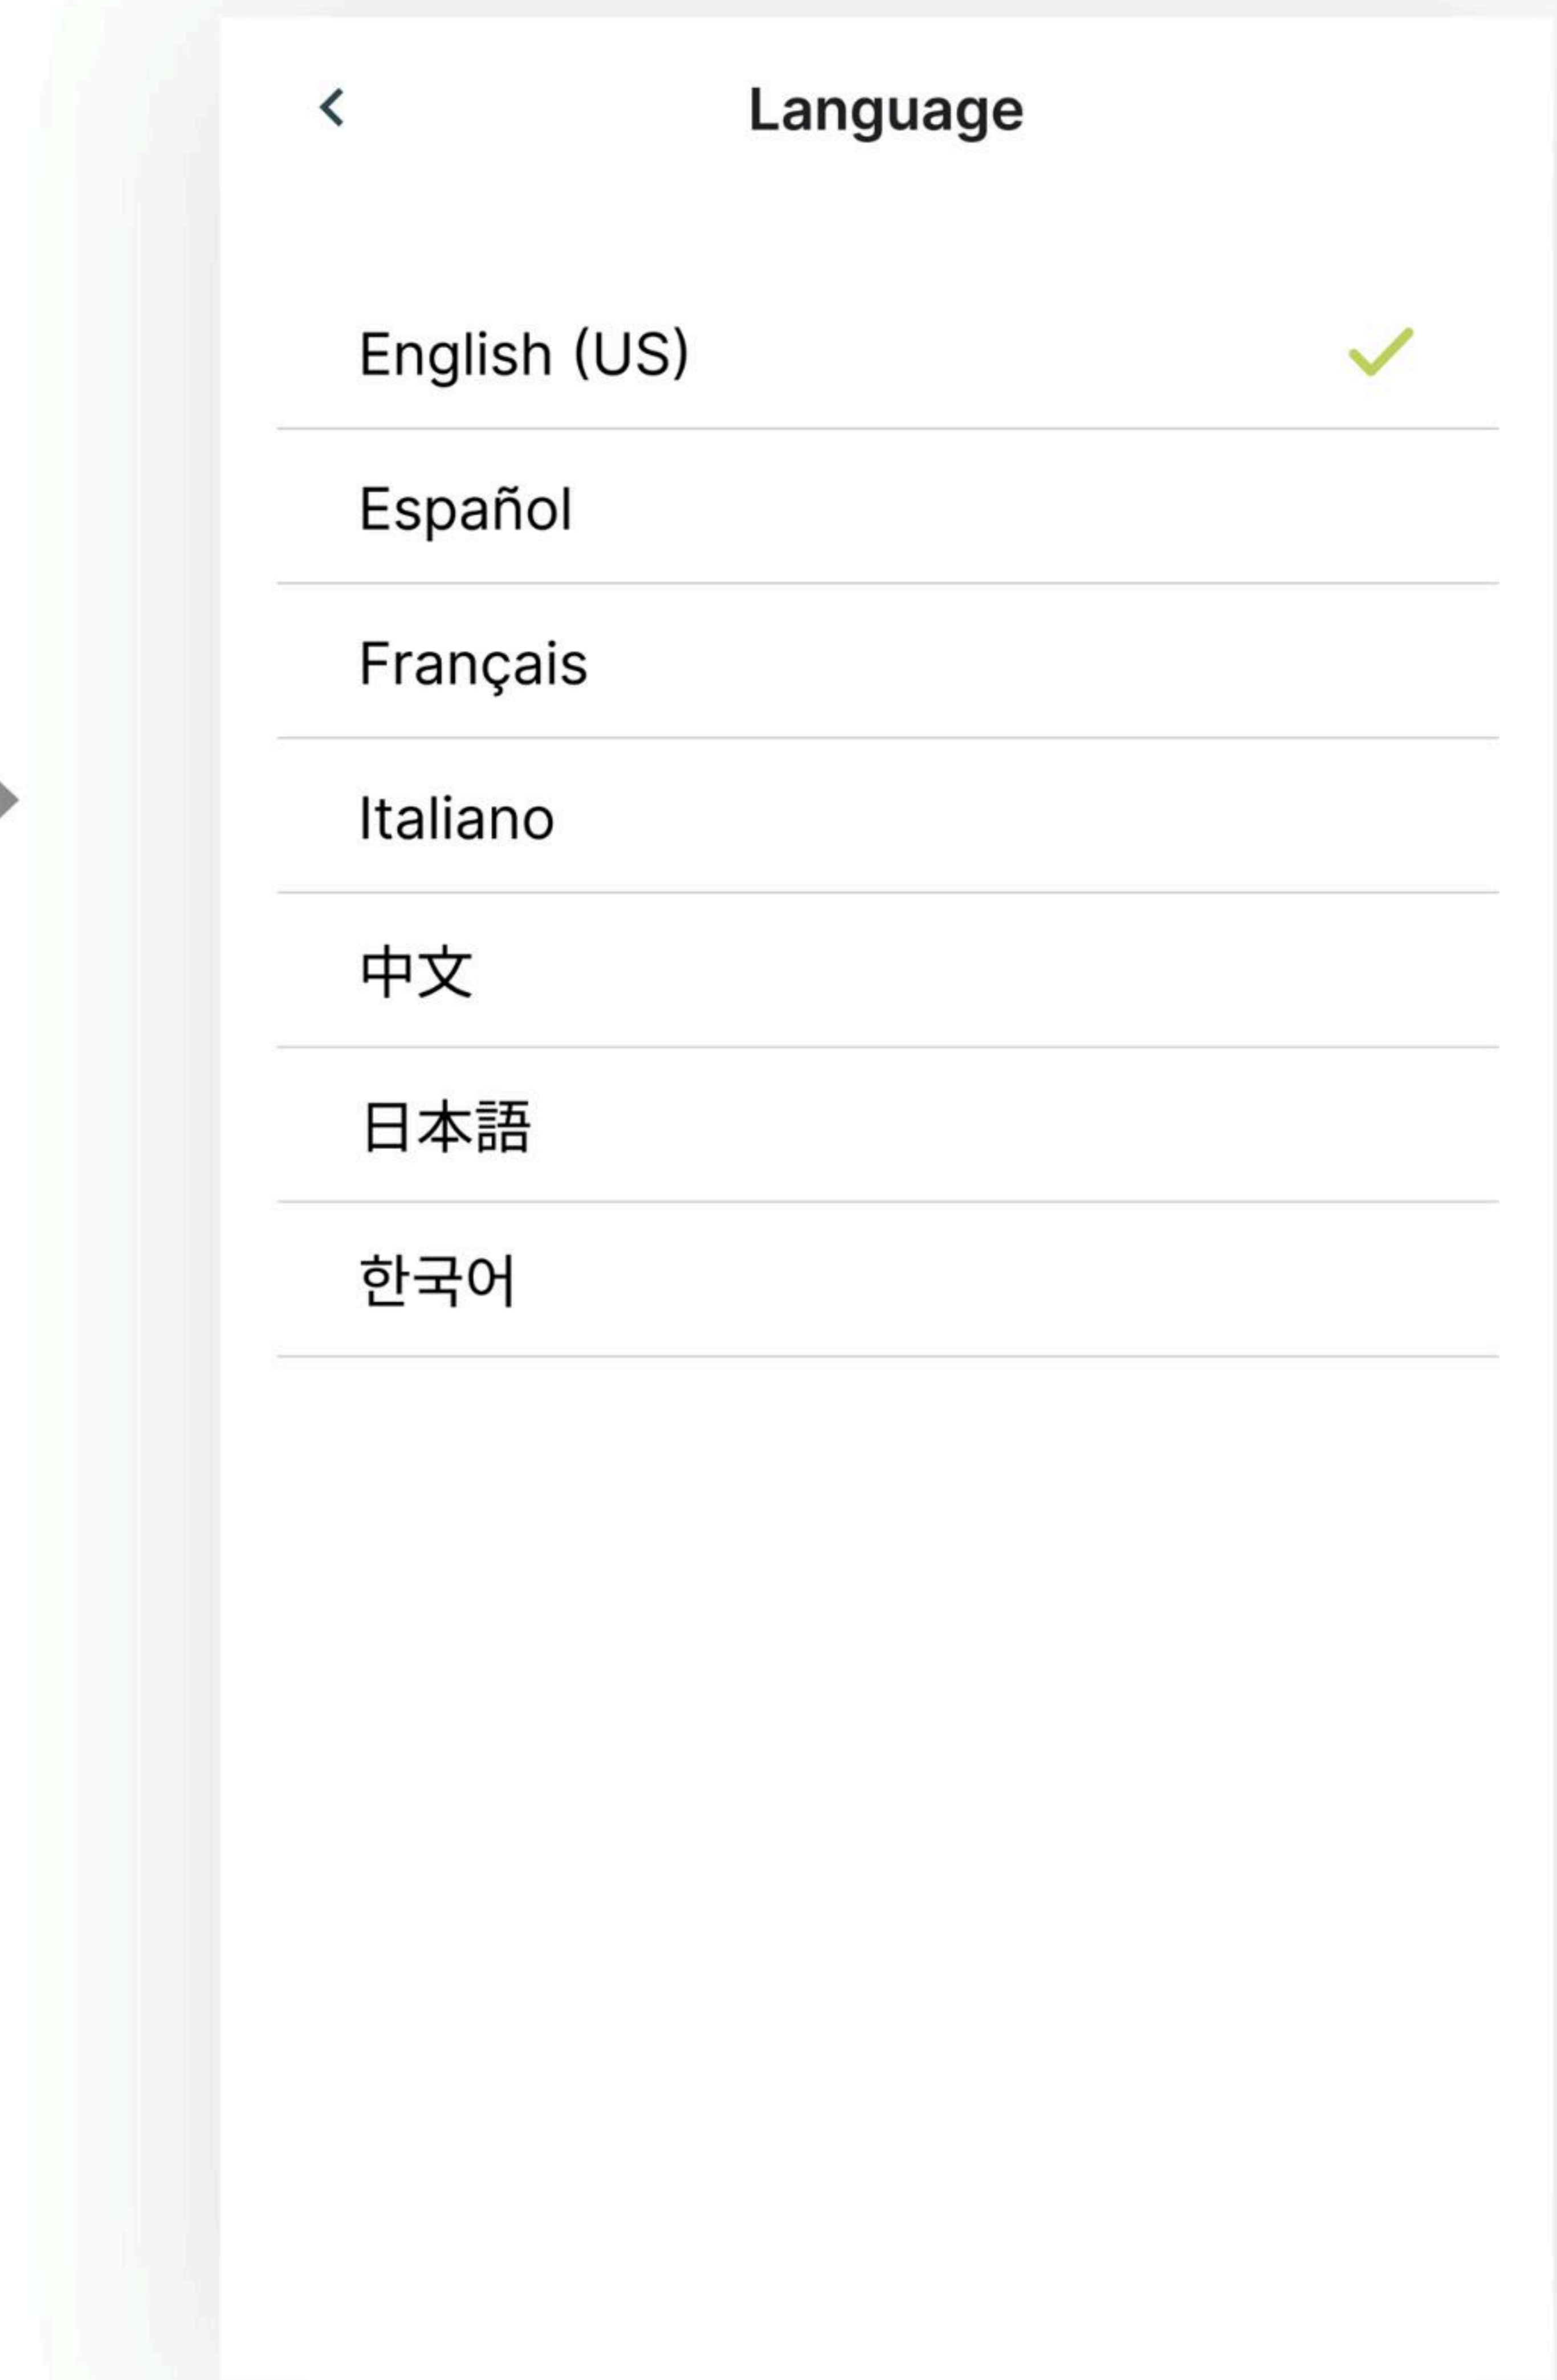 Language
English (US)
Español
Français
Italiano
中文
日本語
한국어